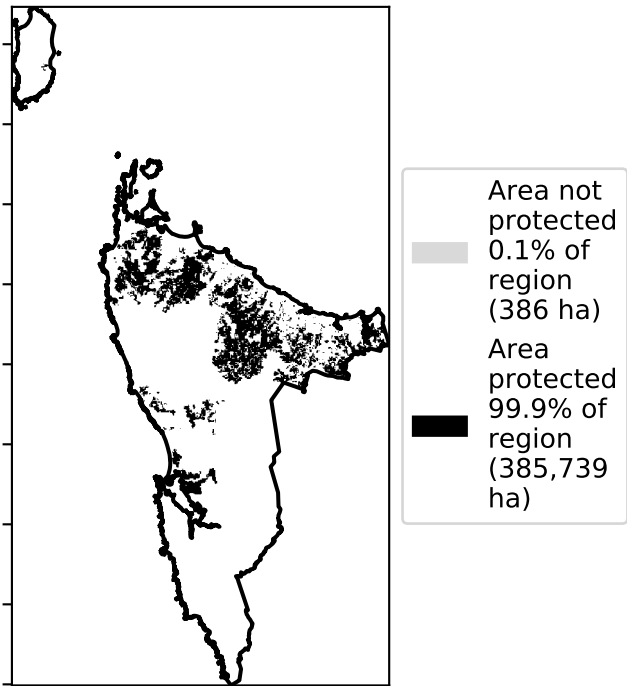 Area not
protected
0.1% of
region
(386 ha)
Area
protected
99.9% of
region
(385,739
ha)